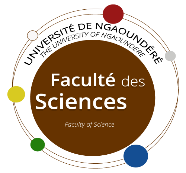 UNIVERSITÉ DE NGAOUNDÉRÉ
THE UNIVERSITY OF NGAOUNDERE
Faculté des
Sciences
Faculty of Science